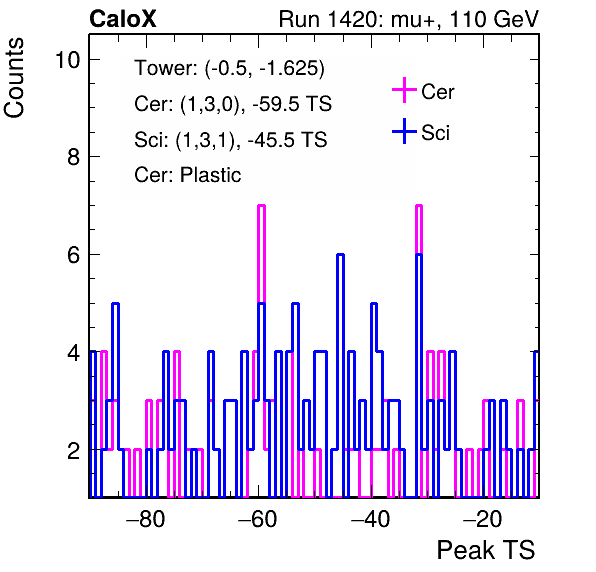 CaloX Run 1420: mu+, 110 GeV
Counts
Tower: (-0.5, -1.625)
Cer: (1,3,0), -59.5 TS
Sci: (1,3,1), -45.5 TS
Cer: Plastic
Cer
Sci
10
8
6
4
2
−80 −60 −40 −20
Peak TS